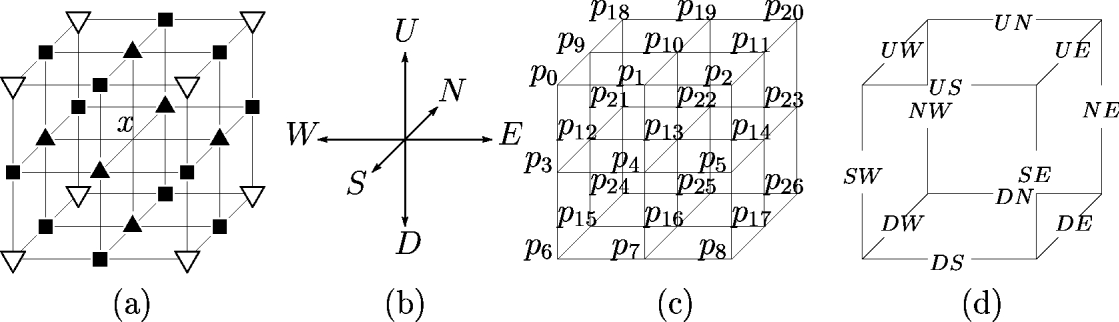 x
(a)
U
N
W E
S
D
(b)
p18 p19 p20
p9 p10 p11
p0 p1 p2
p21 p22 p23
p12 p13 p14
p3 p4 p5
p24 p25 p26
p15 p16 p17
p6 p7 p8
(c)
UN
UW UE
US
NW NE
SW SE
DN
DW DE
DS
(d)